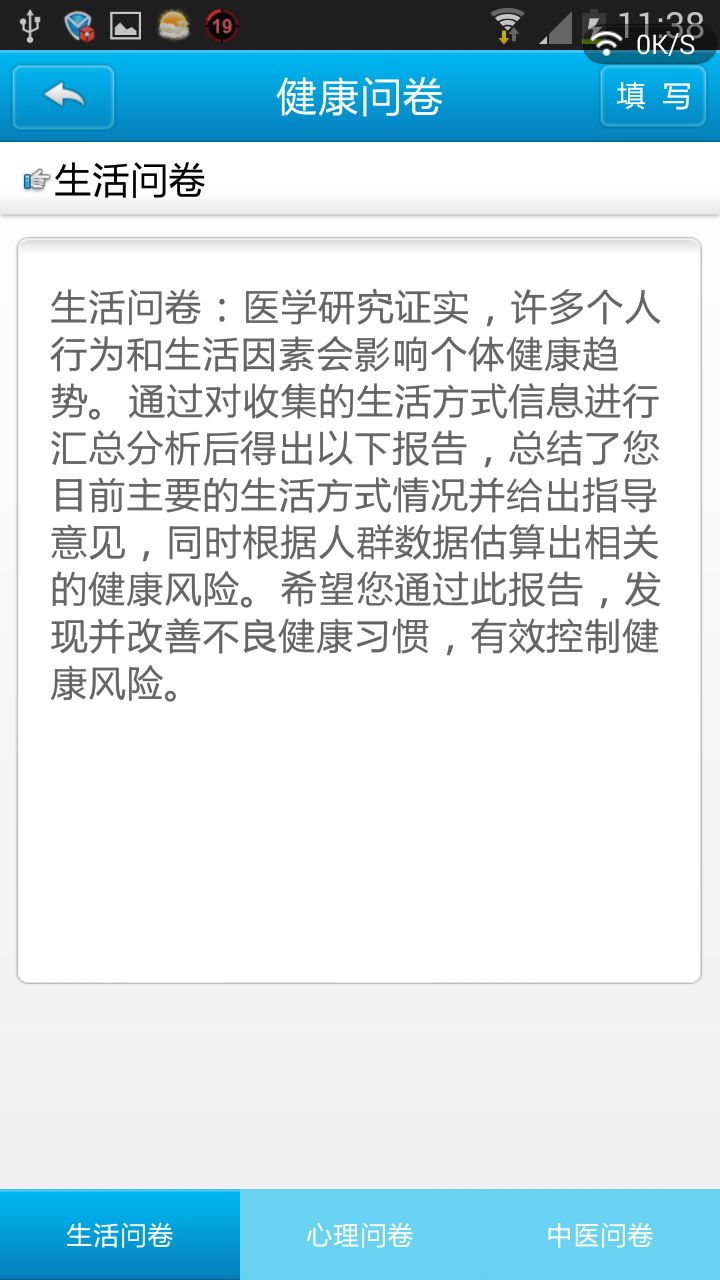 19
11:38
0K/S
健康问卷
填 写
生活问卷
生活问卷：医学研究证实，许多个人
行为和生活因素会影响个体健康趋
势。通过对收集的生活方式信息进行
汇总分析后得出以下报告，总结了您
目前主要的生活方式情况并给出指导
意见，同时根据人群数据估算出相关
的健康风险。希望您通过此报告，发
现并改善不良健康习惯，有效控制健
康风险。
生活问卷
心理问卷
中医问卷